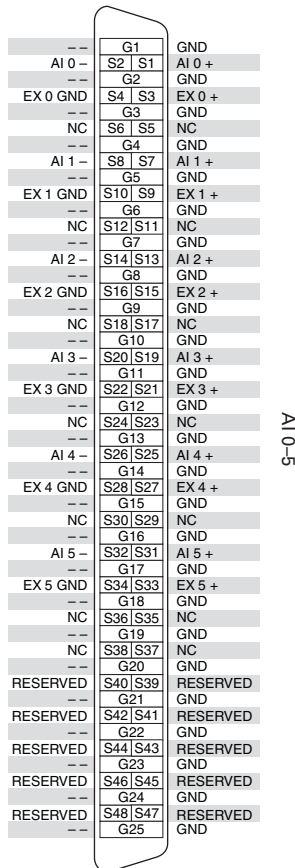 – – G1 GND
AI 0 – S2 S1 AI 0 +
– – G2 GND
EX 0 GND S4 S3 EX 0 +
– – G3 GND
NC S6 S5 NC
– – G4 GND
AI 1 – S8 S7 AI 1 +
– – G5 GND
EX 1 GND S10 S9 EX 1 +
– – G6 GND
NC S12 S11 NC
– – G7 GND
AI 2 – S14 S13 AI 2 +
– – G8 GND
EX 2 GND S16 S15 EX 2 +
– – G9 GND
NC S18 S17 NC
– – G10 GND
AI 3 – S20 S19 AI 3 +
– – G11 GND
EX 3 GND S22 S21 EX 3 +
– – G12 GND
NC S24 S23 NC
– – G13 GND
AI 4 – S26 S25 AI 4 +
– – G14 GND
EX 4 GND S28 S27 EX 4 +
– – G15 GND
NC S30 S29 NC
– – G16 GND
AI 5 – S32 S31 AI 5 +
– – G17 GND
EX 5 GND S34 S33 EX 5 +
– – G18 GND
NC S36 S35 NC
– – G19 GND
NC S38 S37 NC
– – G20 GND
RESERVED S40 S39 RESERVED
– – G21 GND
RESERVED S42 S41 RESERVED
– – G22 GND
RESERVED S44 S43 RESERVED
– – G23 GND
RESERVED S46 S45 RESERVED
– – G24 GND
RESERVED S48 S47 RESERVED
– – G25 GND
AI 0–5